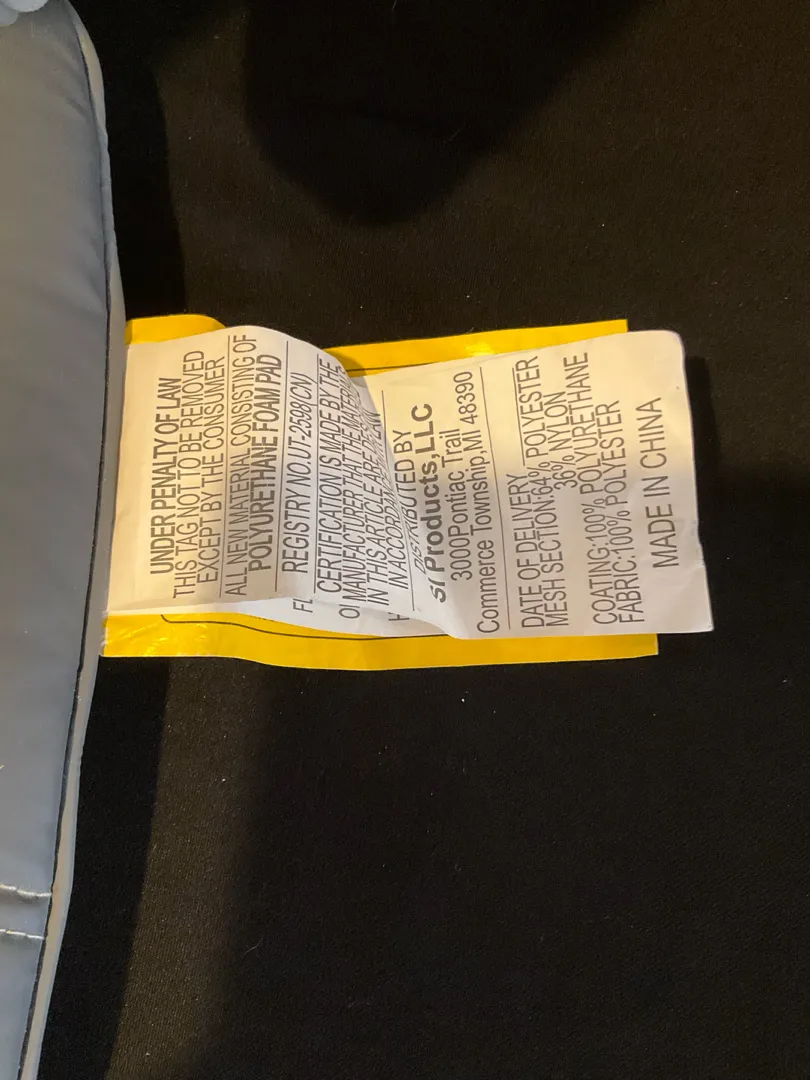 UNDER PENALTY OF LAW
THIS TAG NOT TO BE REMOVED
EXCEPT BY THE CONSUMER
ALL NEW MATERIAL CONSISTING OF
POLYURETHANE FOAM PAD
REGISTRY NO.UT-2598(CN)
CERTIFICATION IS MADE BY THE
MANUFACTURER THAT THE
IN THIS ARTICLE ARE
IN
BY
Products,LLC
3000Pontiac Trail
Commerce Township,MI 48390
DATE OF DELIVERY
MESH SECTION:64% POLYESTER
36% NYLON
COATING:100% POLYURETHANE
FABRIC:100% POLYESTER
MADE IN CHINA